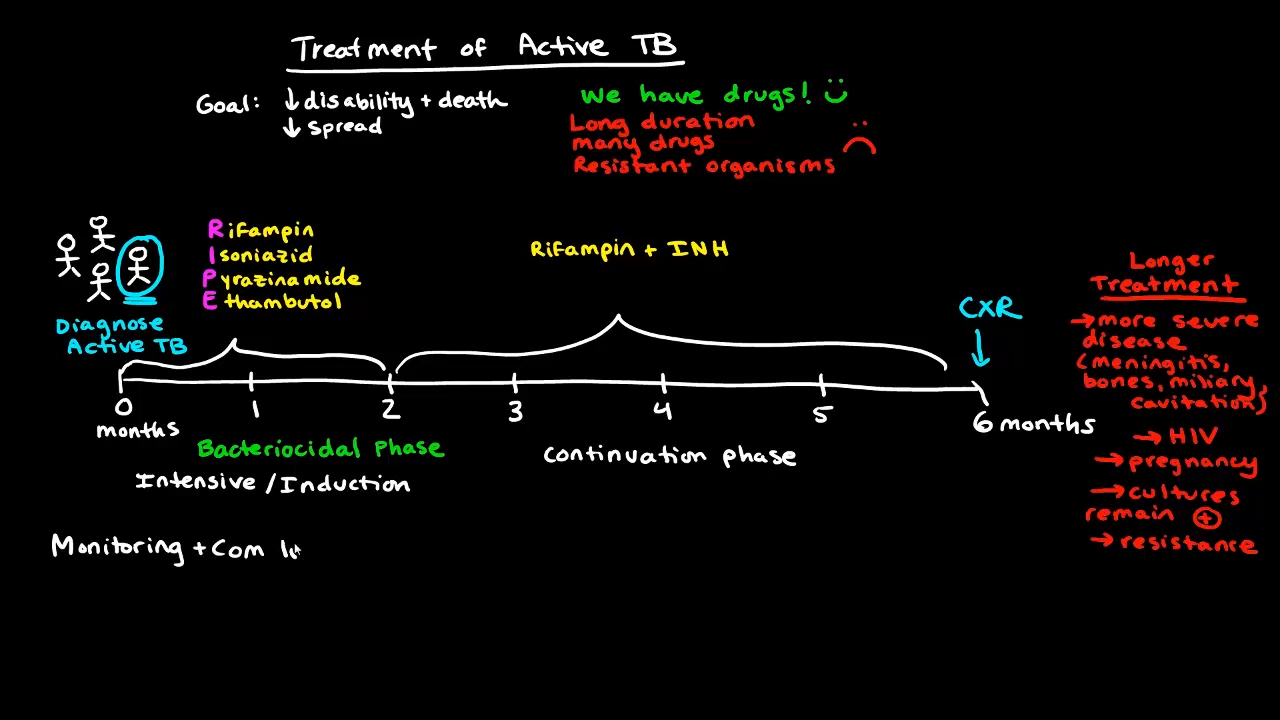 Treatment of Active TB
Goal: ↓ disability + death
↓ spread
We have drugs!
Long duration
many drugs
Resistant organisms
Rifampin
Isoniazid
Pyrazinamide
Ethambutol
Rifampin + INH
Diagnose
Active TB
CXR
Longer
Treatment
→ more severe
disease
(meningitis,
bones, miliary,
cavitation)
→ HIV
→ pregnancy
→ cultures
remain +
→ resistance
0 1 2 3 4 5 6 months
months
Bacteriocidal Phase
Intensive / Induction
Continuation phase
Monitoring + Com